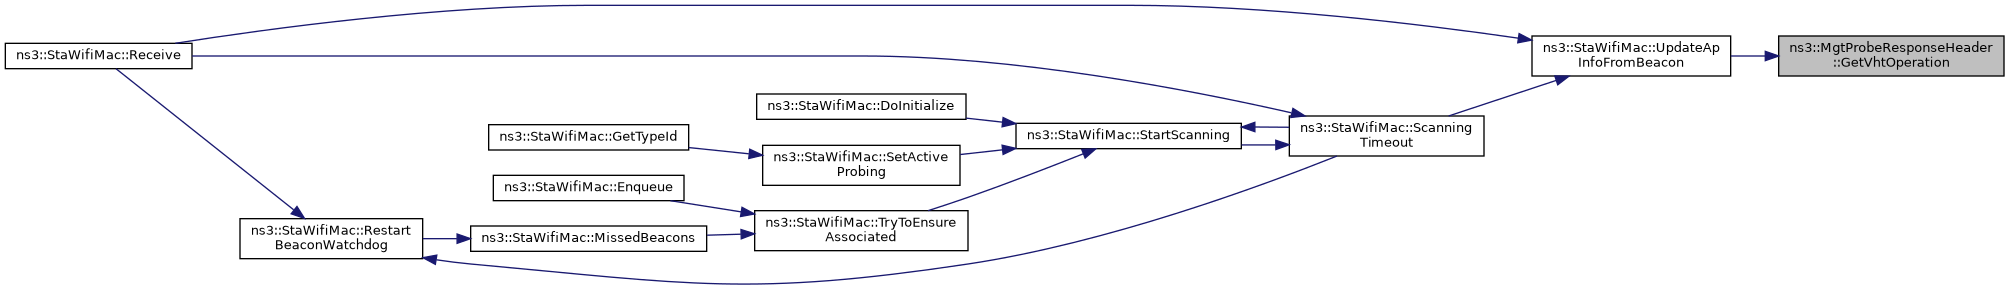 ns3::StaWifiMac::Receive
ns3::StaWifiMac::UpdateAp
InfoFromBeacon
ns3::MgtProbeResponseHeader
::GetVhtOperation
ns3::StaWifiMac::DoInitialize
ns3::StaWifiMac::GetTypeId
ns3::StaWifiMac::StartScanning
ns3::StaWifiMac::Scanning
Timeout
ns3::StaWifiMac::SetActive
Probing
ns3::StaWifiMac::Enqueue
ns3::StaWifiMac::TryToEnsure
Associated
ns3::StaWifiMac::Restart
BeaconWatchdog
ns3::StaWifiMac::MissedBeacons